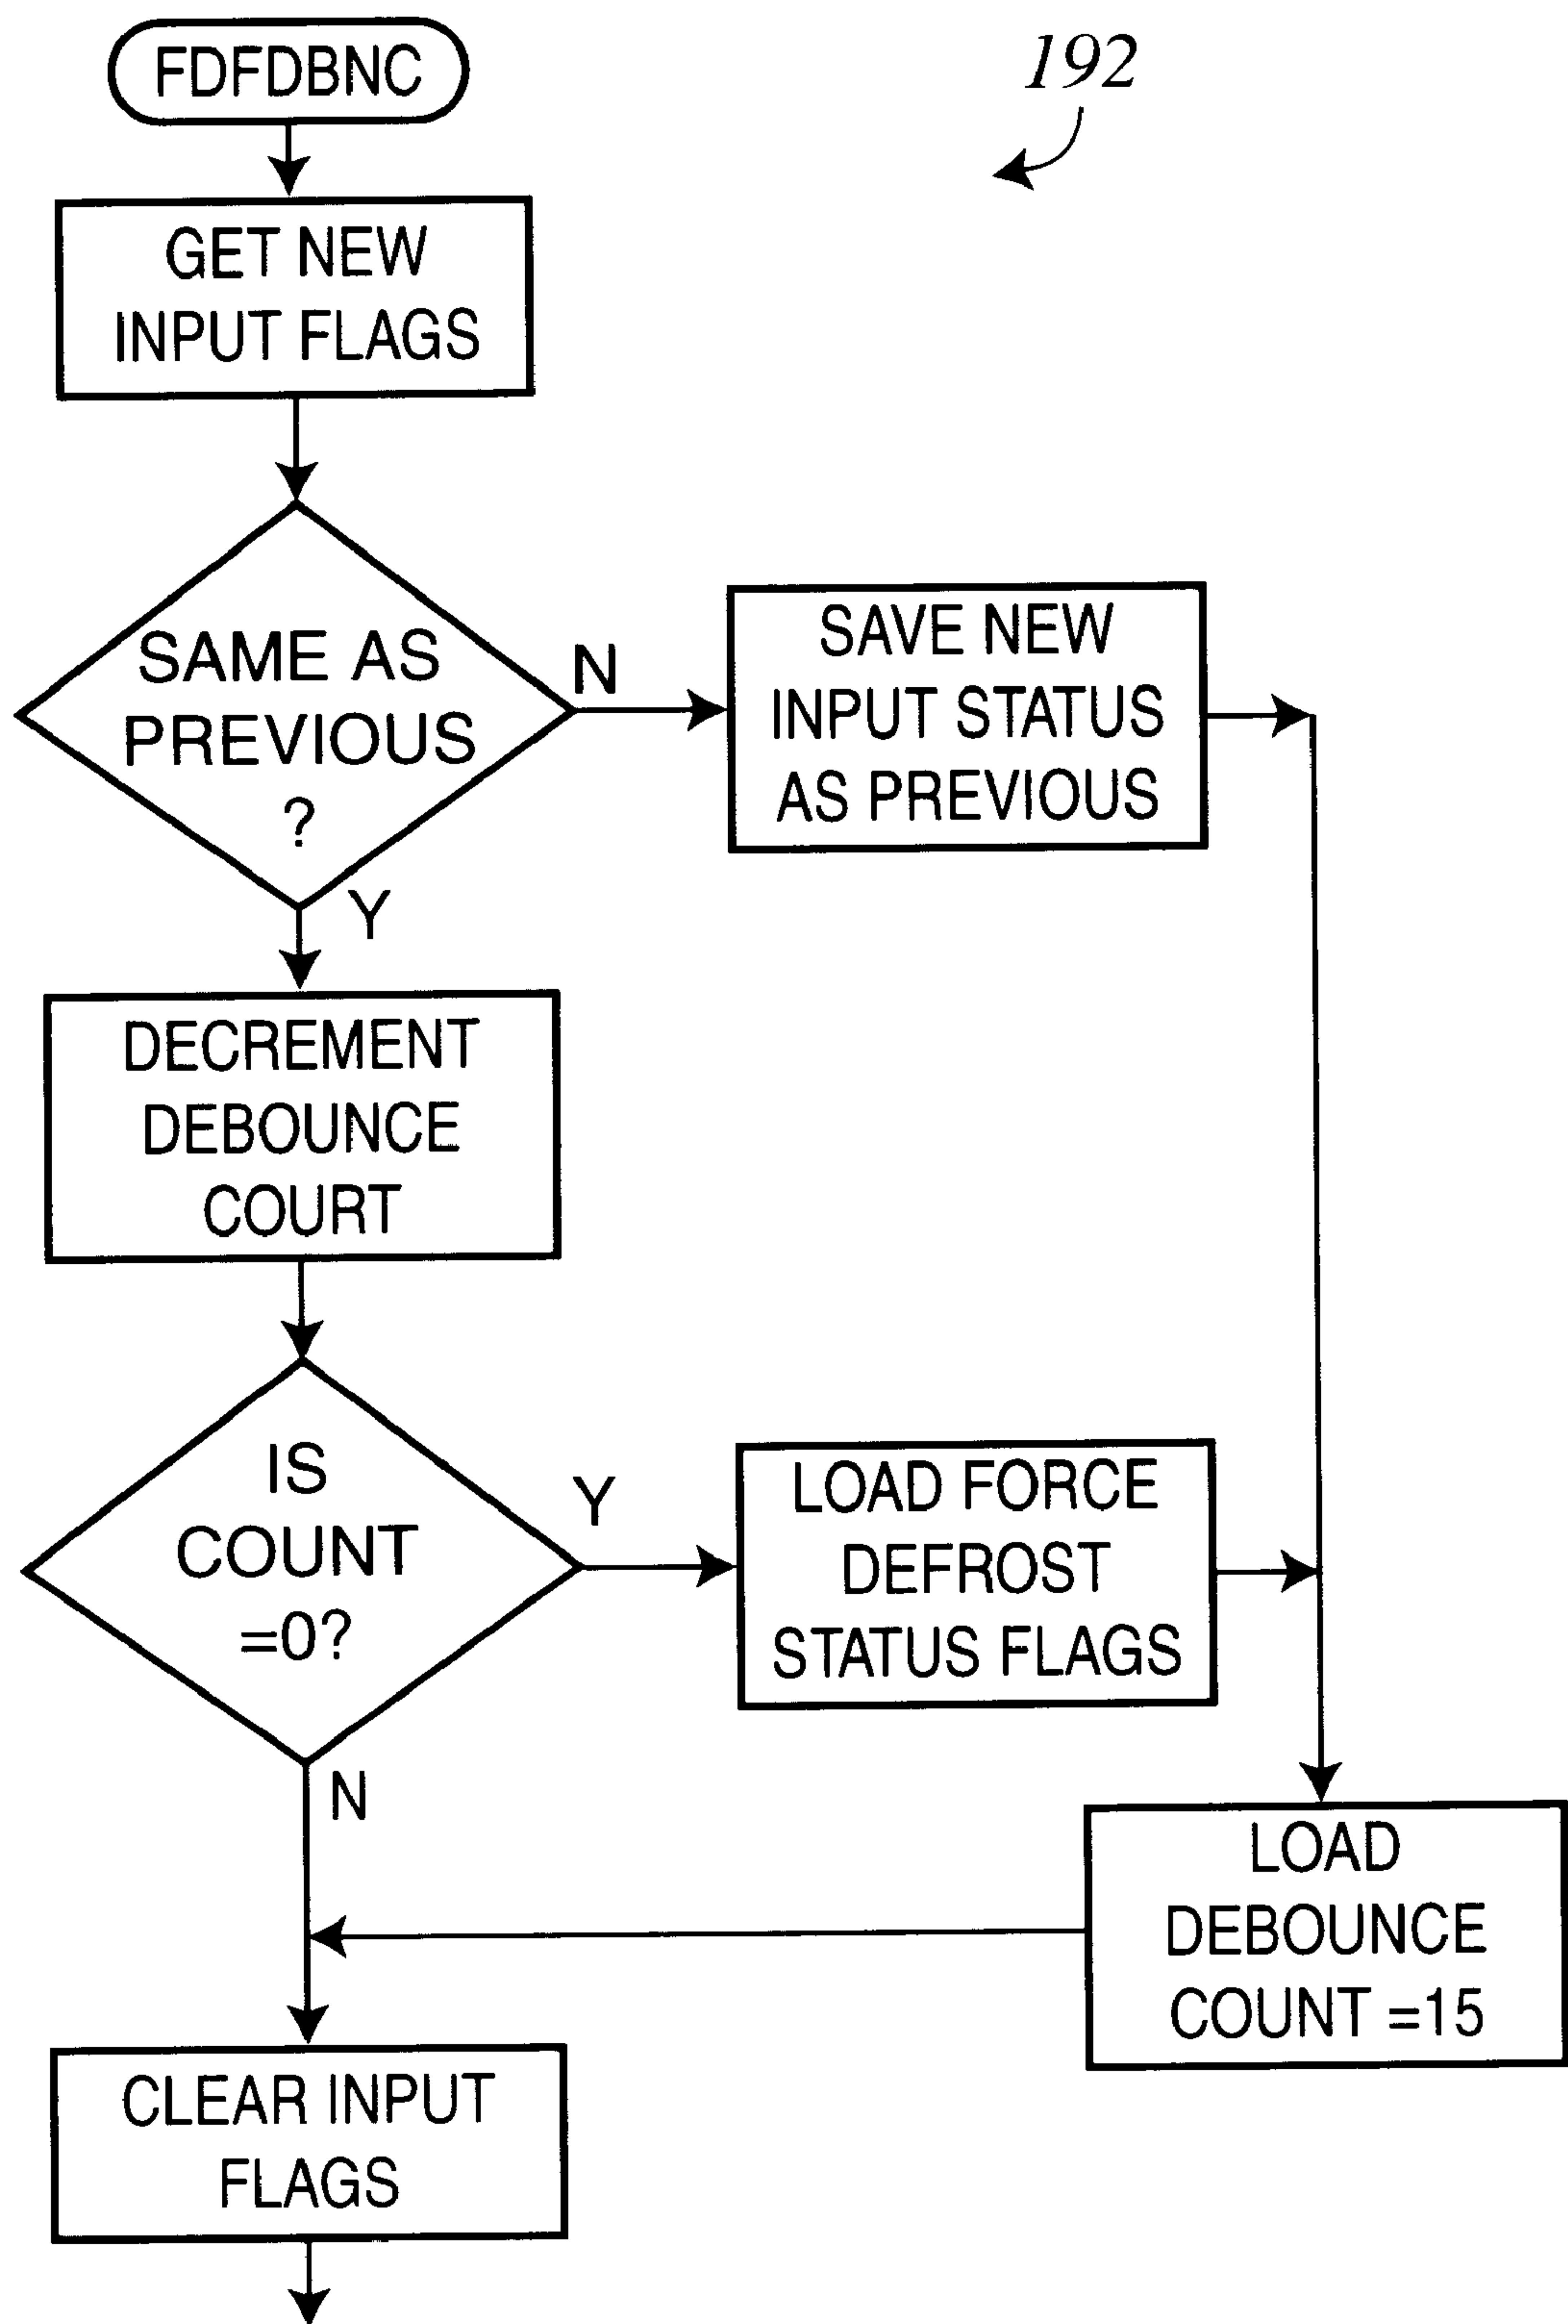 FDFDBNC
192
GET NEW
INPUT FLAGS
SAME AS
PREVIOUS
?
N
SAVE NEW
INPUT STATUS
AS PREVIOUS
Y
DECREMENT
DEBOUNCE
COURT
IS
COUNT
=0?
Y
LOAD FORCE
DEFROST
STATUS FLAGS
N
LOAD
DEBOUNCE
COUNT =15
CLEAR INPUT
FLAGS